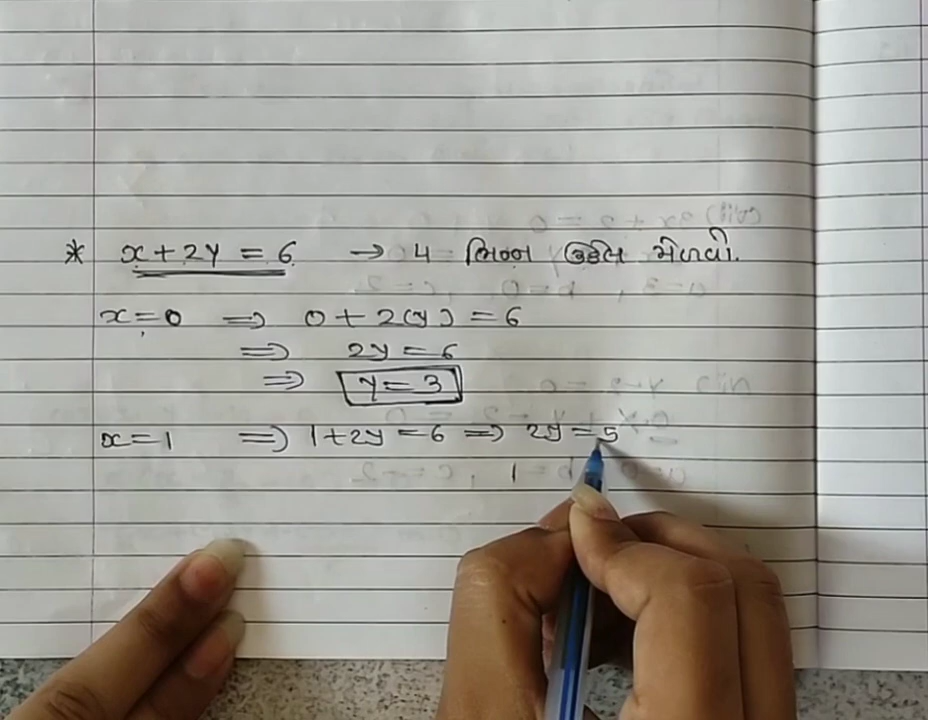 * x + 2y = 6 → 4 ભિન્ન ઉકેલ મેળવો.
x = 0 ⇒ 0 + 2(y) = 6
⇒ 2y = 6
⇒ y = 3
x = 1 ⇒ 1 + 2y = 6 ⇒ 2y = 5